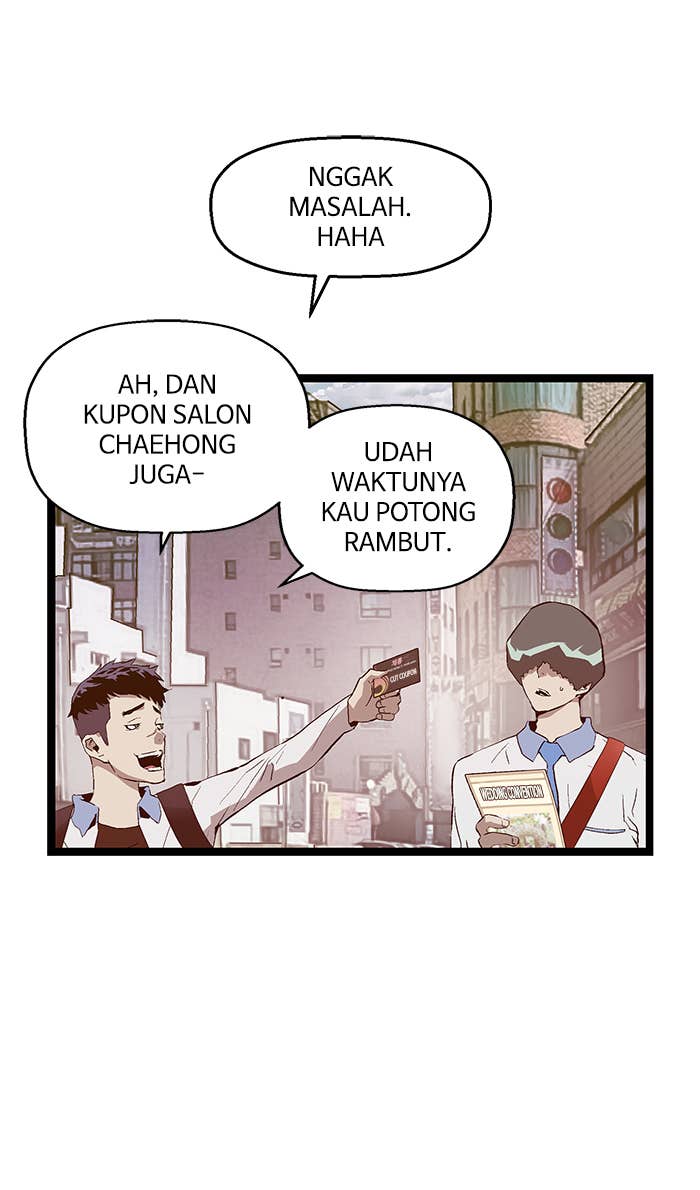 NGGAK
MASALAH.
HAHA
AH, DAN
KUPON SALON
CHAEHONG
JUGA-
UDAH
WAKTUNYA
KAU POTONG
RAMBUT.
CUT COUPON
WEDDING CONVENTION